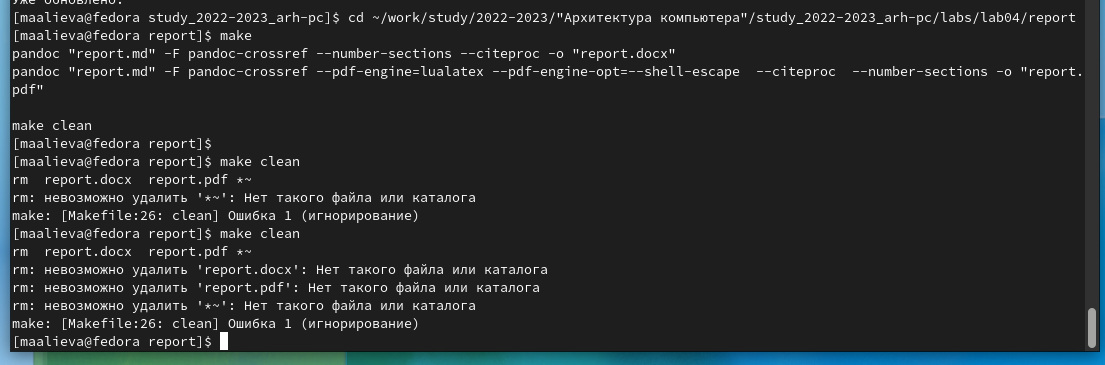 Уже обновлено.
[maalieva@fedora study_2022-2023_arh-pc]$ cd ~/work/study/2022-2023/"Архитектура компьютера"/study_2022-2023_arh-pc/labs/lab04/report
[maalieva@fedora report]$ make
pandoc "report.md" -F pandoc-crossref --number-sections --citeproc -o "report.docx"
pandoc "report.md" -F pandoc-crossref --pdf-engine=lualatex --pdf-engine-opt=--shell-escape  --citeproc  --number-sections -o "report.
pdf"
make clean
[maalieva@fedora report]$
[maalieva@fedora report]$ make clean
rm  report.docx  report.pdf *~
rm: невозможно удалить '*~': Нет такого файла или каталога
make: [Makefile:26: clean] Ошибка 1 (игнорирование)
[maalieva@fedora report]$ make clean
rm  report.docx  report.pdf *~
rm: невозможно удалить 'report.docx': Нет такого файла или каталога
rm: невозможно удалить 'report.pdf': Нет такого файла или каталога
rm: невозможно удалить '*~': Нет такого файла или каталога
make: [Makefile:26: clean] Ошибка 1 (игнорирование)
[maalieva@fedora report]$